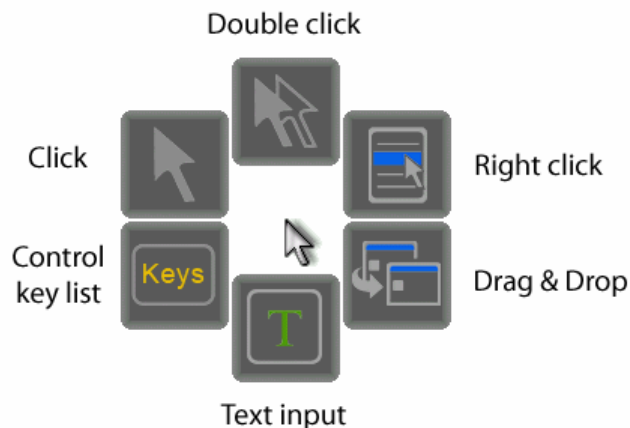 Double click
Click
Right click
Control
key list
Keys
Drag & Drop
T
Text input